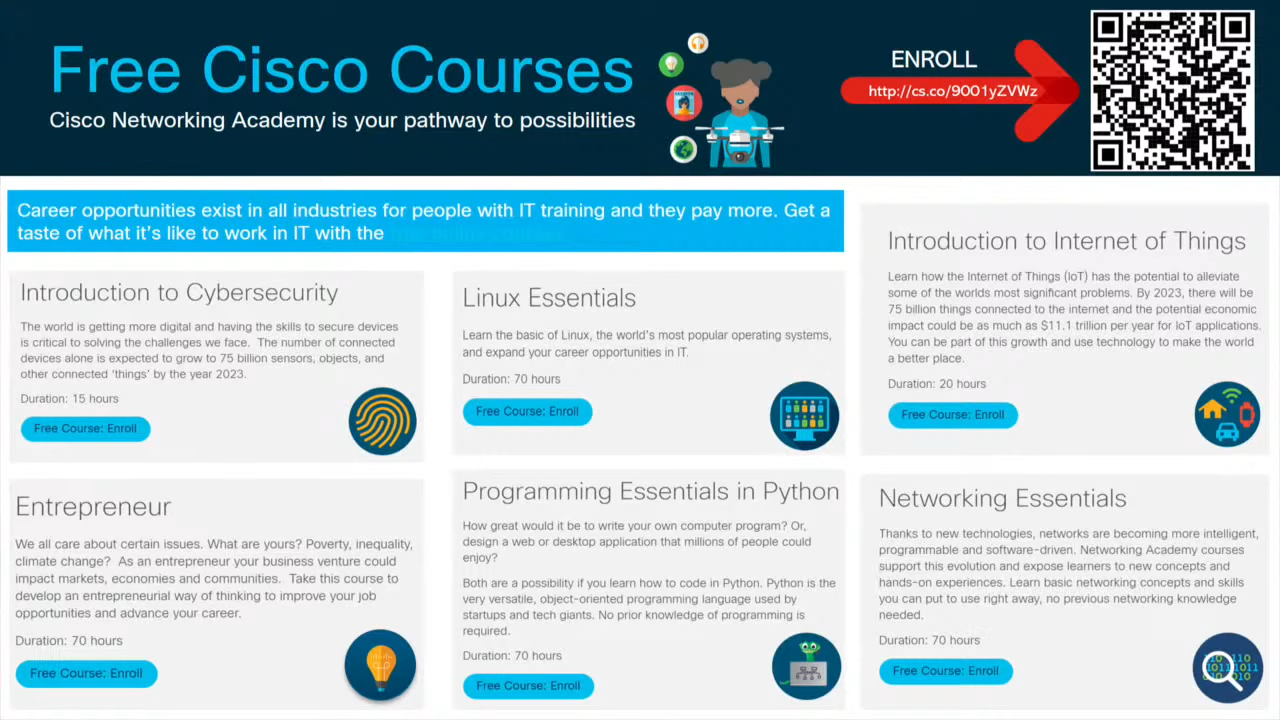 Free Cisco Courses
Cisco Networking Academy is your pathway to possibilities
ENROLL
http://cs.co/9001yZVWz
Career opportunities exist in all industries for people with IT training and they pay more. Get a
taste of what it's like to work in IT with the
Introduction to Cybersecurity
The world is getting more digital and having the skills to secure devices
is critical to solving the challenges we face. The number of connected
devices alone is expected to grow to 75 billion sensors, objects, and
other connected 'things' by the year 2023.
Duration: 15 hours
Free Course: Enroll
Linux Essentials
Learn the basic of Linux, the world's most popular operating systems,
and expand your career opportunities in IT.
Duration: 70 hours
Free Course: Enroll
Introduction to Internet of Things
Learn how the Internet of Things (IoT) has the potential to alleviate
some of the worlds most significant problems. By 2023, there will be
75 billion things connected to the internet and the potential economic
impact could be as much as $11.1 trillion per year for IoT applications.
You can be part of this growth and use technology to make the world
a better place.
Duration: 20 hours
Free Course: Enroll
Entrepreneur
We all care about certain issues. What are yours? Poverty, inequality,
climate change? As an entrepreneur your business venture could
impact markets, economies and communities. Take this course to
develop an entrepreneurial way of thinking to improve your job
opportunities and advance your career.
Duration: 70 hours
Free Course: Enroll
Programming Essentials in Python
How great would it be to write your own computer program? Or,
design a web or desktop application that millions of people could
enjoy?
Both are a possibility if you learn how to code in Python. Python is the
very versatile, object-oriented programming language used by
startups and tech giants. No prior knowledge of programming is
required.
Duration: 70 hours
Free Course: Enroll
Networking Essentials
Thanks to new technologies, networks are becoming more intelligent,
programmable and software-driven. Networking Academy courses
support this evolution and expose learners to new concepts and
hands-on experiences. Learn basic networking concepts and skills
you can put to use right away, no previous networking knowledge
needed.
Duration: 70 hours
Free Course: Enroll